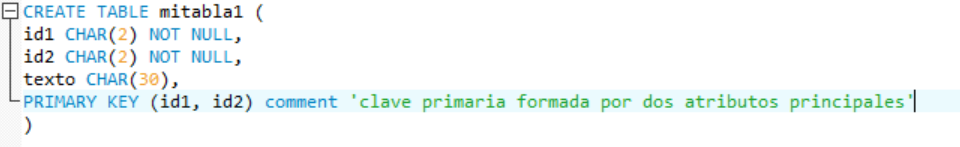 CREATE TABLE mitabla1 (
id1 CHAR(2) NOT NULL,
id2 CHAR(2) NOT NULL,
texto CHAR(30),
PRIMARY KEY (id1, id2) comment 'clave primaria formada por dos atributos principales'
)